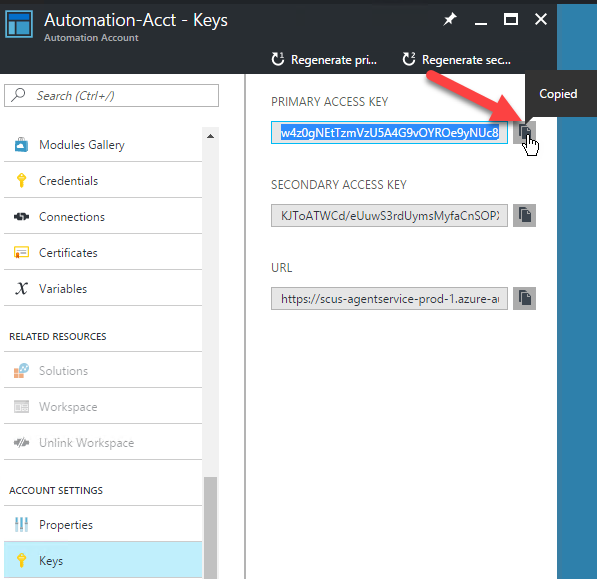 Automation-Acct - Keys
Automation Account
Regenerate pri...
Regenerate sec...
Search (Ctrl+/)
Copied
Modules Gallery
Credentials
Connections
Certificates
Variables
RELATED RESOURCES
Solutions
Workspace
Unlink Workspace
ACCOUNT SETTINGS
Properties
Keys
PRIMARY ACCESS KEY
w4z0gNEtTzmVzU5A4G9vOYROe9yNUc8
SECONDARY ACCESS KEY
KJToATWCd/eUuwS3rdUymsMyfaCnSOPX
URL
https://scus-agentservice-prod-1.azure-au